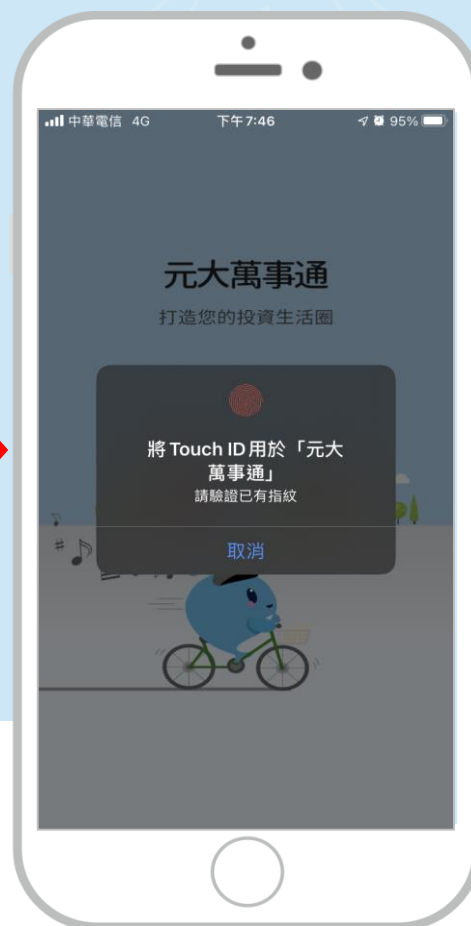 中華電信 4G 下午7:46 95%
元大萬事通
打造您的投資生活圈
將 Touch ID 用於「元大
萬事通」
請驗證已有指紋
取消